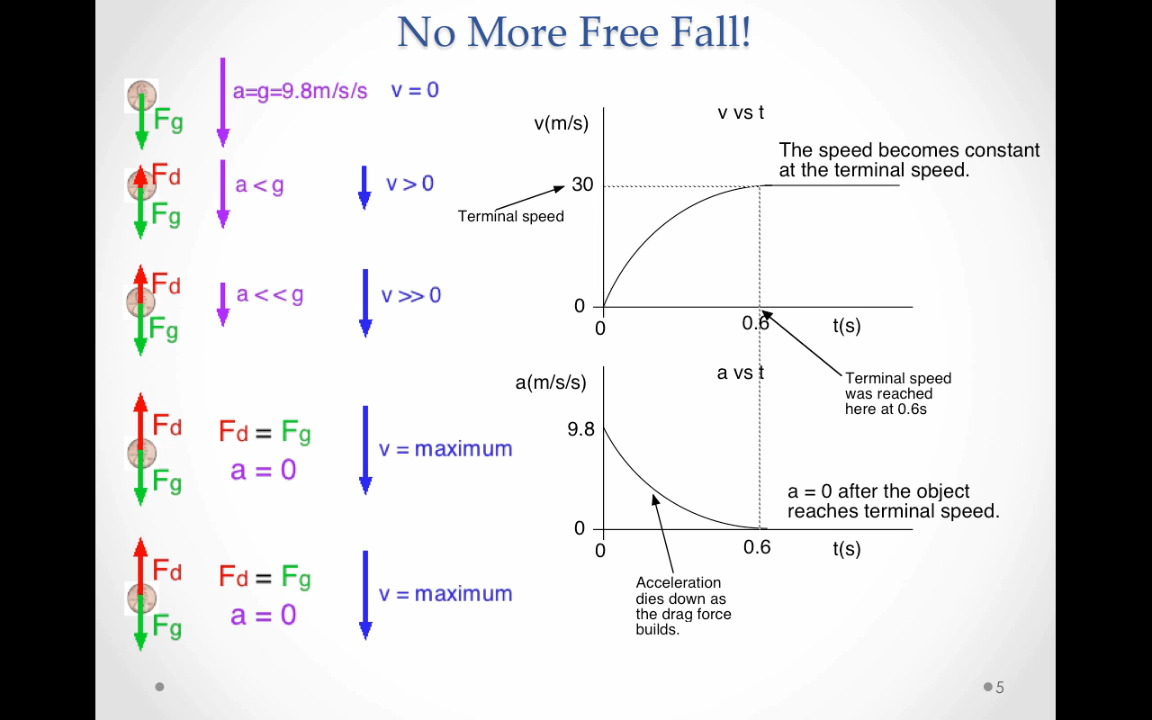 No More Free Fall!
Fg
a=g=9.8m/s/s v = 0
Fd
Fg
a < g
v > 0
Fd
Fg
a < < g
v >> 0
Fd
Fg
Fd = Fg
a = 0
v = maximum
Fd
Fg
Fd = Fg
a = 0
v = maximum
v vs t
v(m/s)
The speed becomes constant
at the terminal speed.
30
Terminal speed
0
0
0.6
t(s)
Terminal speed
was reached
here at 0.6s
a vs t
a(m/s/s)
9.8
a = 0 after the object
reaches terminal speed.
0
0
0.6
t(s)
Acceleration
dies down as
the drag force
builds.
5